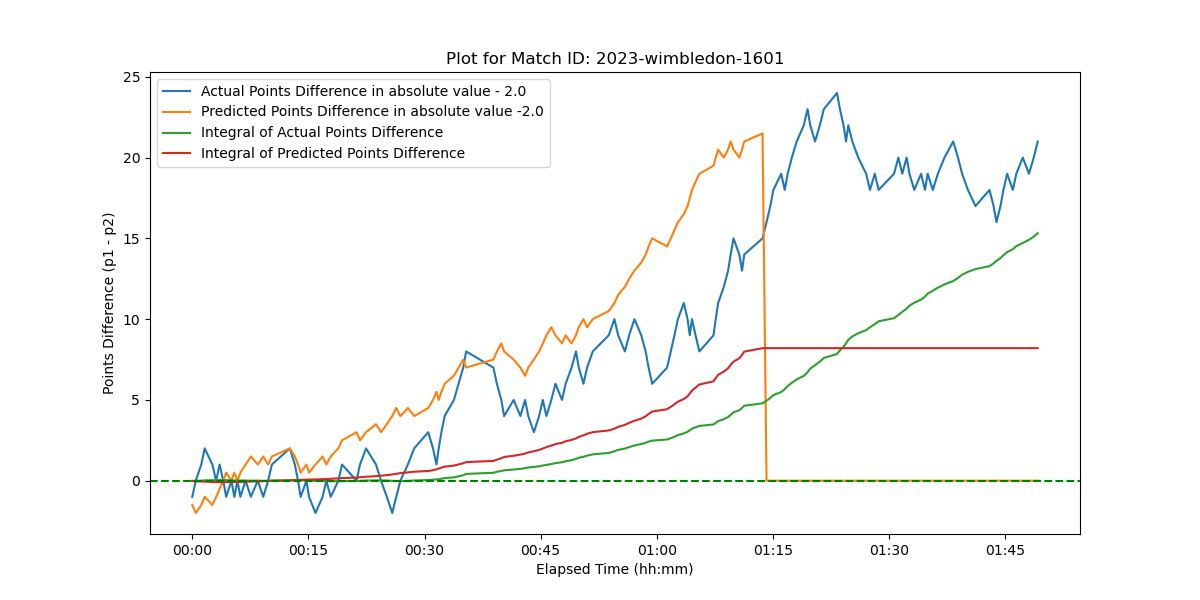 Plot for Match ID: 2023-wimbledon-1601
Actual Points Difference in absolute value - 2.0
Predicted Points Difference in absolute value -2.0
Integral of Actual Points Difference
Integral of Predicted Points Difference
Points Difference (p1 - p2)
25
20
15
10
5
0
00:00 00:15 00:30 00:45 01:00 01:15 01:30 01:45
Elapsed Time (hh:mm)